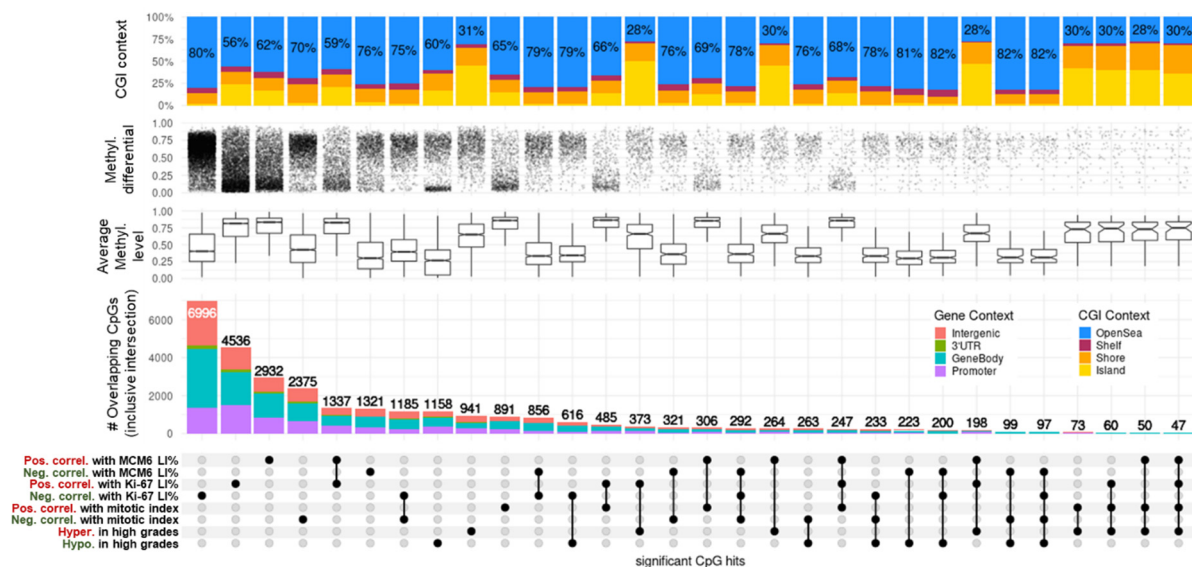 CGI context
100%
75%
50%
25%
0%
80% 56% 62% 70% 59% 76% 75% 60% 31% 65% 79% 79% 66% 28% 76% 69% 78% 30% 76% 68% 78% 81% 82% 28% 82% 82% 30% 30% 28% 30%
Methyl.
differential
1.00
0.75
0.50
0.25
0.00
Average
Methyl.
level
1.00
0.75
0.50
0.25
0.00
# Overlapping CpGs
(inclusive intersection)
6000
4000
2000
0
6996 4536 2932 2375 1337 1321 1185 1158 941 891 856 616 485 373 321 306 292 264 263 247 233 223 200 198 99 97 73 60 50 47
Gene Context
Intergenic
3'UTR
GeneBody
Promoter
CGI Context
OpenSea
Shelf
Shore
Island
Pos. correl. with MCM6 LI%
Neg. correl. with MCM6 LI%
Pos. correl. with Ki-67 LI%
Neg. correl. with Ki-67 LI%
Pos. correl. with mitotic index
Neg. correl. with mitotic index
Hyper. in high grades
Hypo. in high grades
significant CpG hits